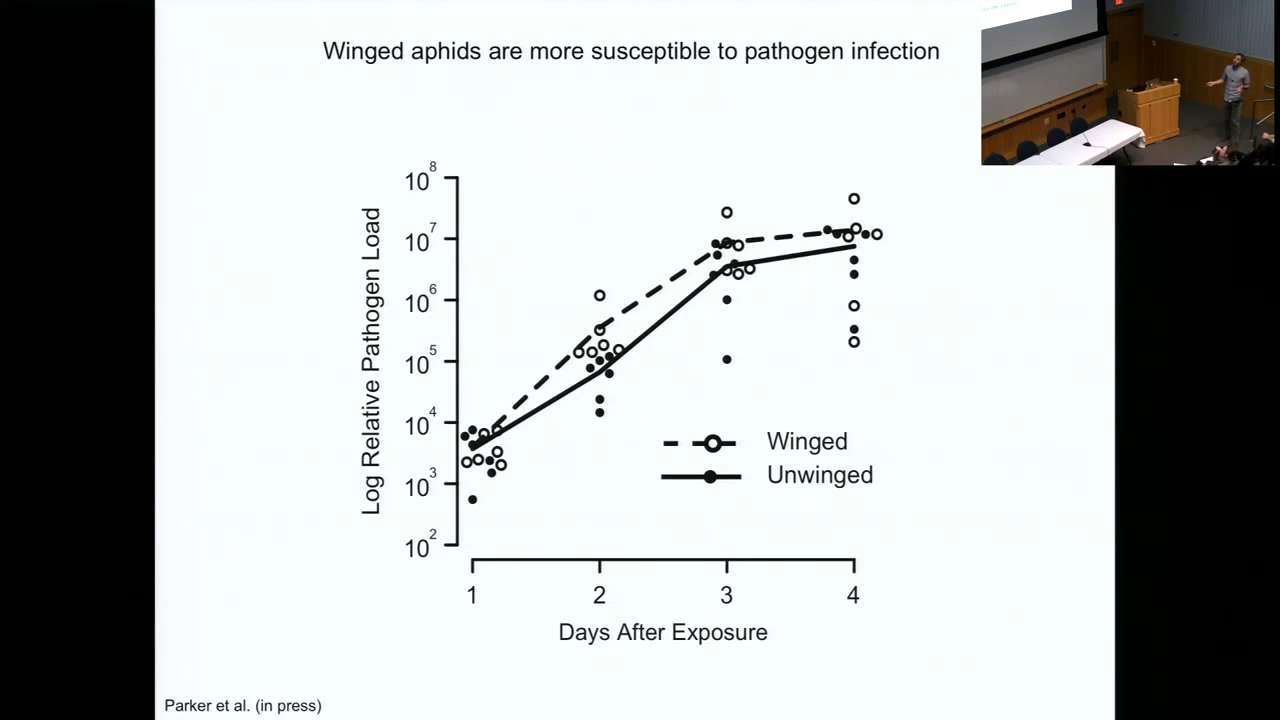 Winged aphids are more susceptible to pathogen infection
Log Relative Pathogen Load
10^8
10^7
10^6
10^5
10^4
10^3
10^2
Winged
Unwinged
1 2 3 4
Days After Exposure
Parker et al. (in press)